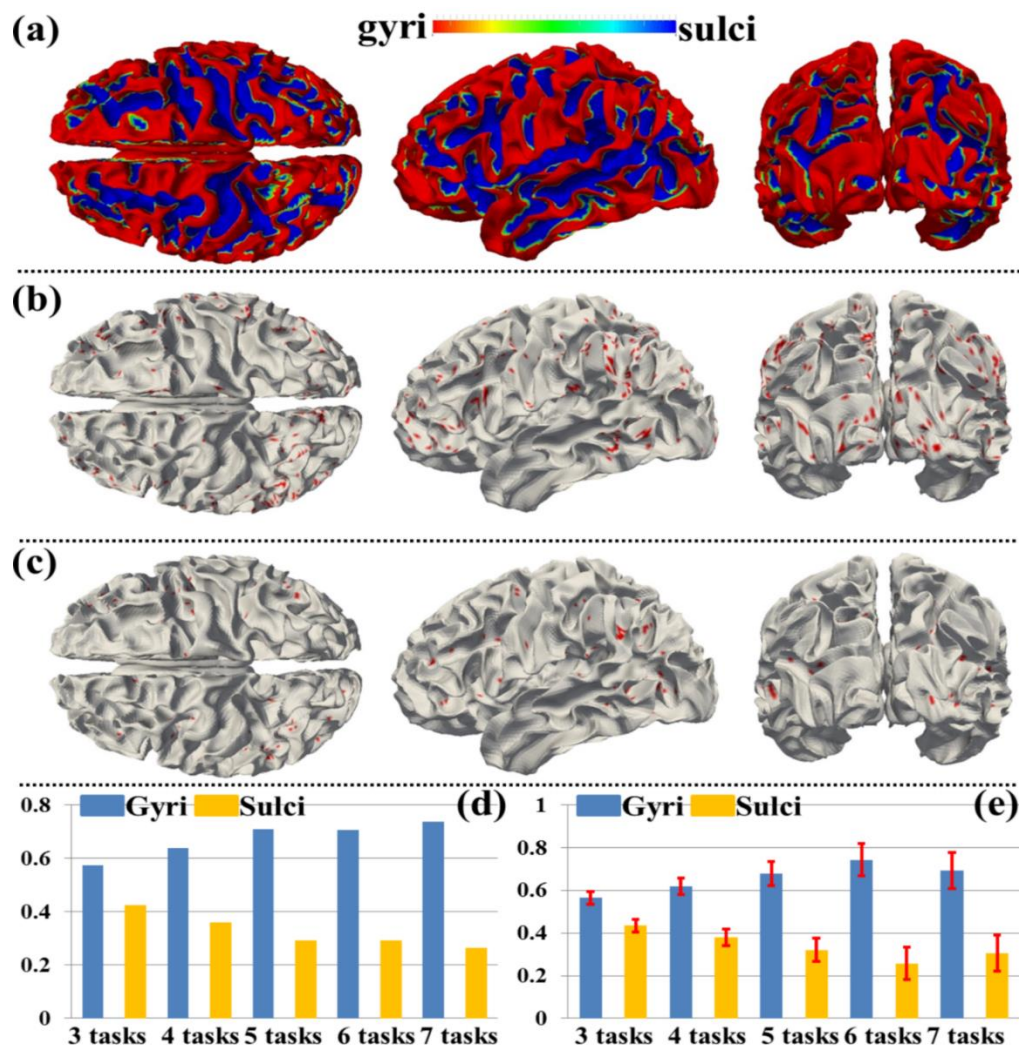 (a) gyri sulci
(b)
(c)
0.8 Gyri Sulci (d)
0.6
0.4
0.2
0
3 tasks 4 tasks 5 tasks 6 tasks 7 tasks
1 Gyri Sulci (e)
0.8
0.6
0.4
0.2
0
3 tasks 4 tasks 5 tasks 6 tasks 7 tasks